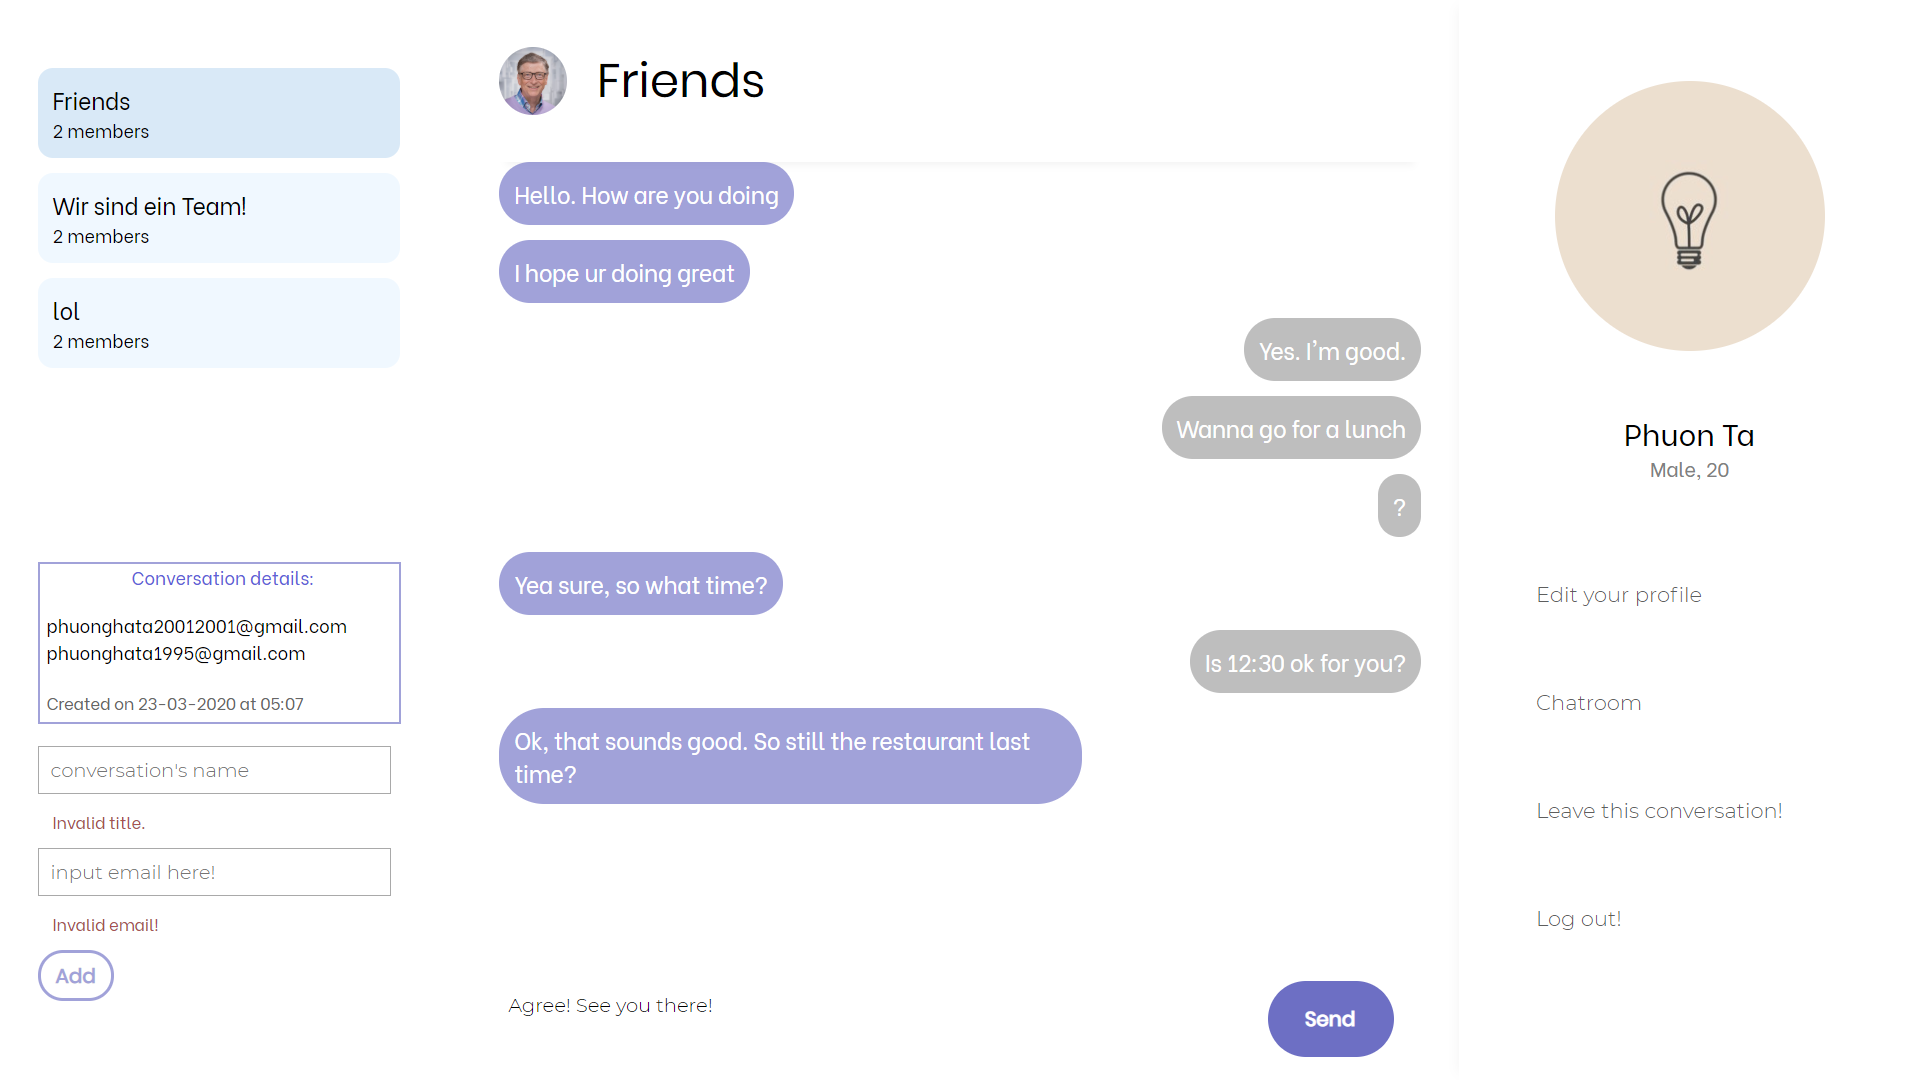 Friends
2 members
Wir sind ein Team!
2 members
lol
2 members
Conversation details:
phuonghata20012001@gmail.com
phuonghata1995@gmail.com
Created on 23-03-2020 at 05:07
conversation's name
Invalid title.
input email here!
Invalid email!
Add
Friends
Hello. How are you doing
I hope ur doing great
Yes. I'm good.
Wanna go for a lunch
?
Yea sure, so what time?
Is 12:30 ok for you?
Ok, that sounds good. So still the restaurant last
time?
Agree! See you there!
Send
Phuon Ta
Male, 20
Edit your profile
Chatroom
Leave this conversation!
Log out!